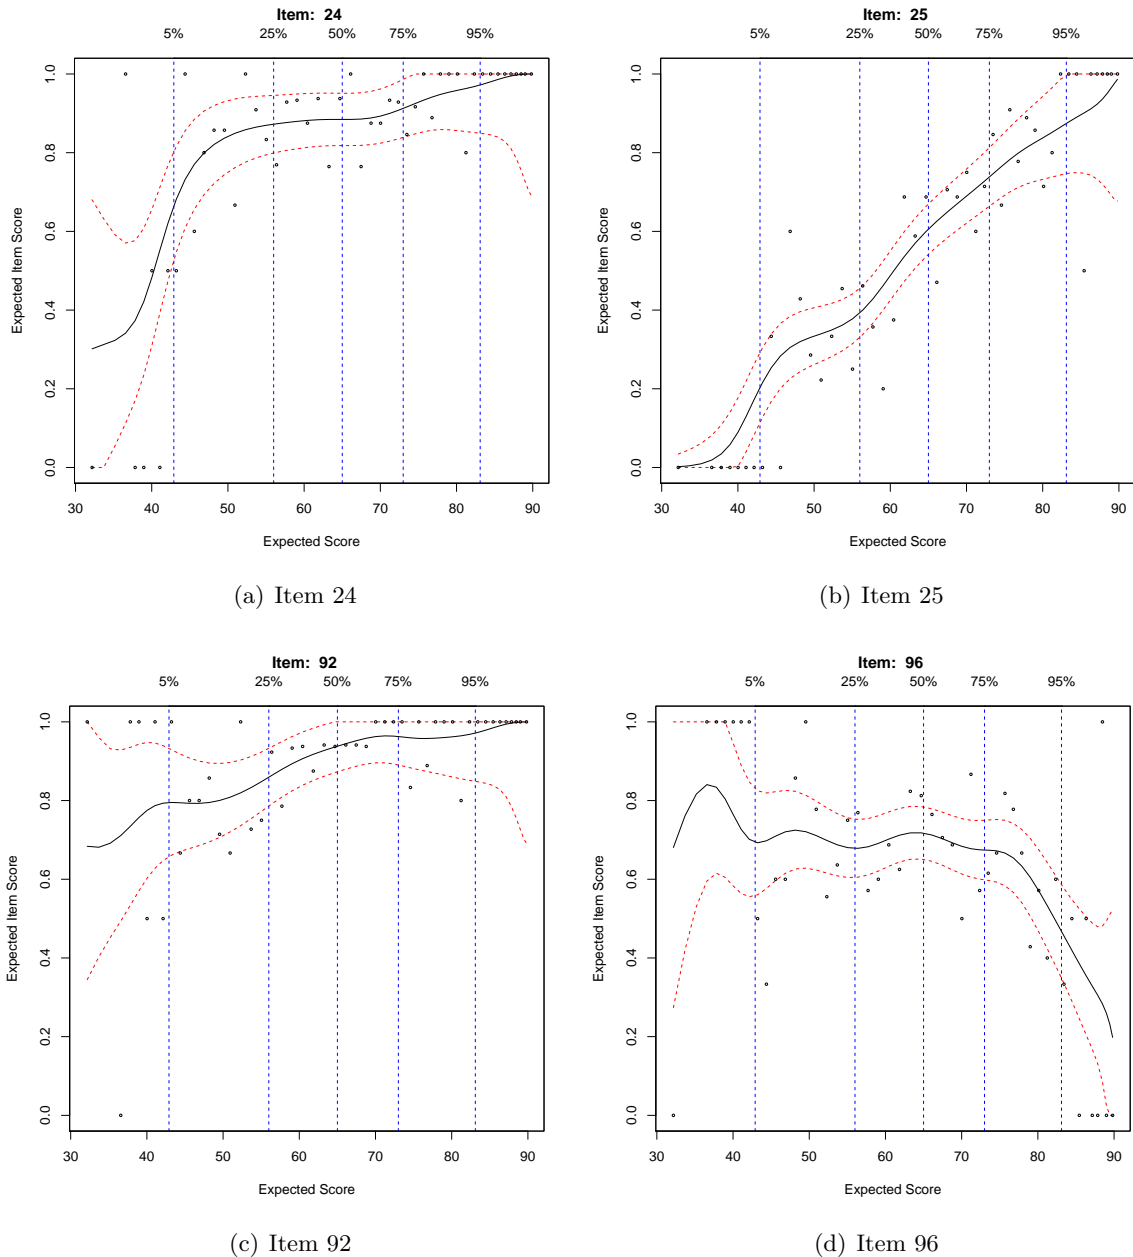 Item: 24
5% 25% 50% 75% 95%
1.0
0.8
0.6
0.4
0.2
0.0
Expected Item Score
30 40 50 60 70 80 90
Expected Score
(a) Item 24
Item: 25
5% 25% 50% 75% 95%
1.0
0.8
0.6
0.4
0.2
0.0
Expected Item Score
30 40 50 60 70 80 90
Expected Score
(b) Item 25
Item: 92
5% 25% 50% 75% 95%
1.0
0.8
0.6
0.4
0.2
0.0
Expected Item Score
30 40 50 60 70 80 90
Expected Score
(c) Item 92
Item: 96
5% 25% 50% 75% 95%
1.0
0.8
0.6
0.4
0.2
0.0
Expected Item Score
30 40 50 60 70 80 90
Expected Score
(d) Item 96